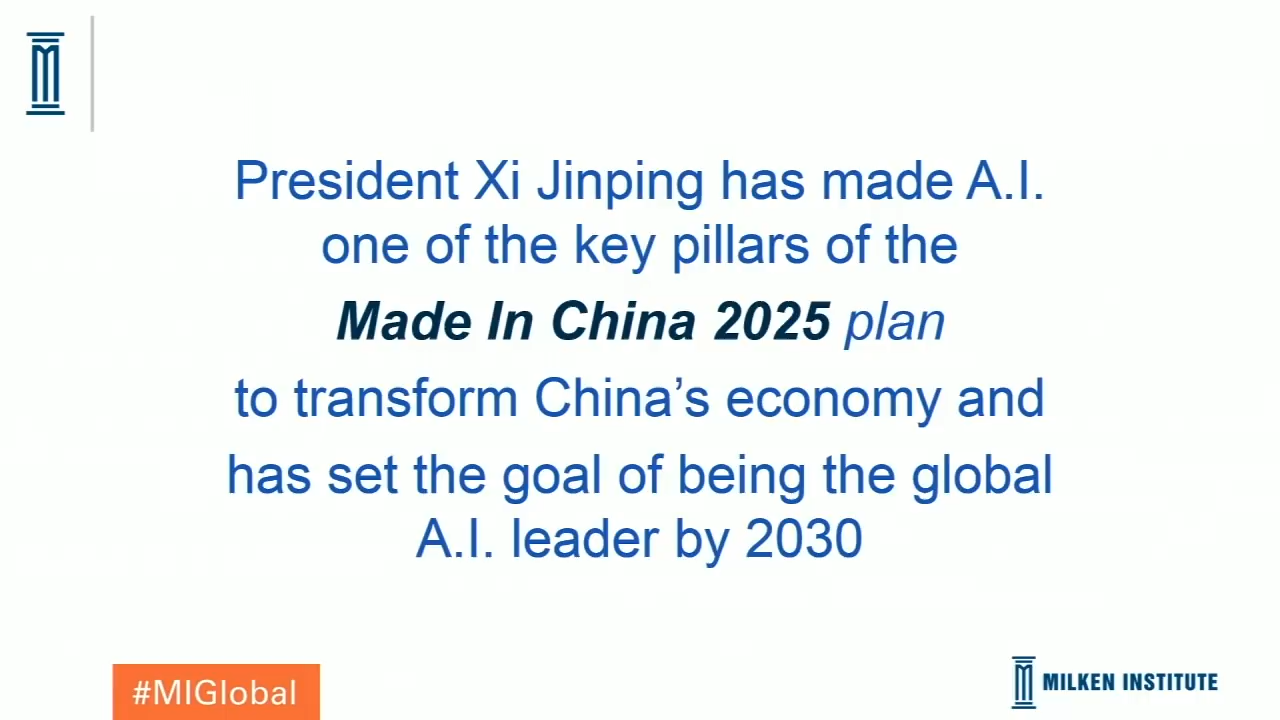 President Xi Jinping has made A.I.
one of the key pillars of the
Made In China 2025 plan
to transform China’s economy and
has set the goal of being the global
A.I. leader by 2030
#MIGlobal
MILKEN INSTITUTE